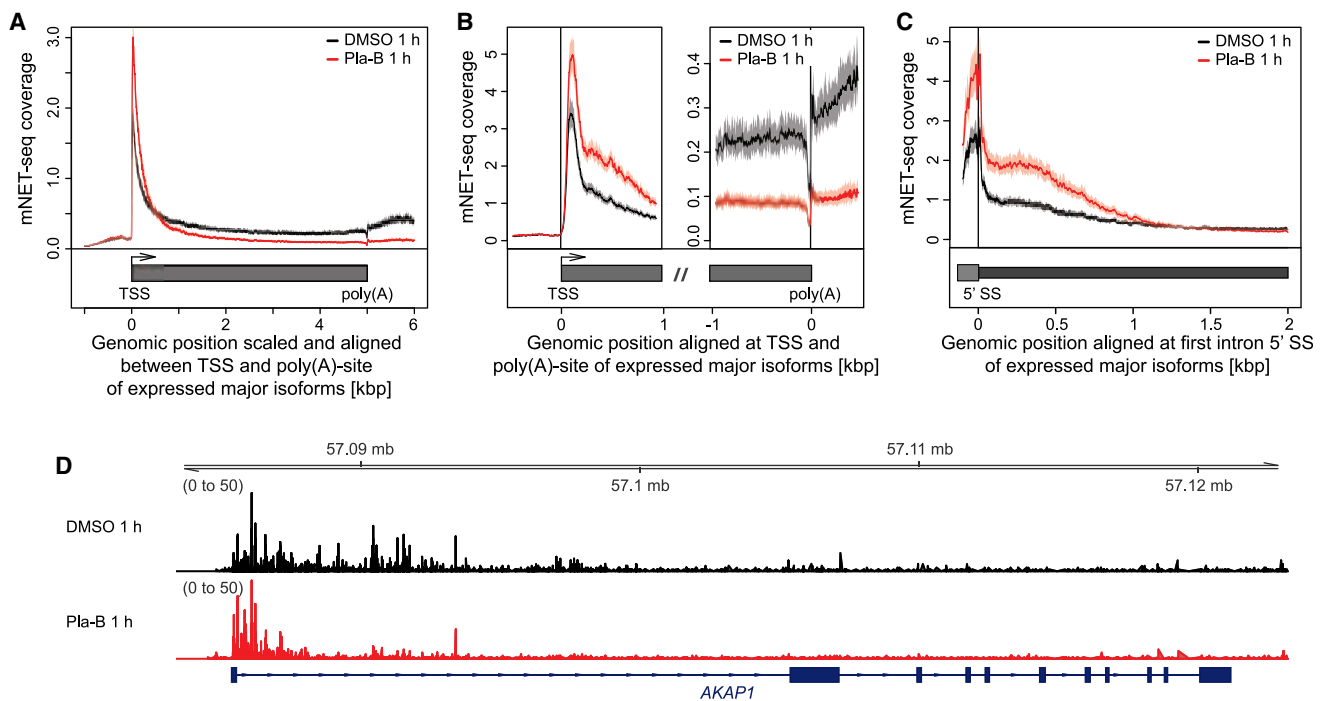 A
DMSO 1 h
Pla-B 1 h
mNET-seq coverage
3.0
2.0
1.0
0.0
TSS
poly(A)
0
2
4
6
Genomic position scaled and aligned
between TSS and poly(A)-site
of expressed major isoforms [kbp]
B
DMSO 1 h
Pla-B 1 h
mNET-seq coverage
5
4
3
2
1
0
0.4
0.3
0.2
0.1
0.0
TSS
//
poly(A)
0
1
-1
0
Genomic position aligned at TSS and
poly(A)-site of expressed major isoforms [kbp]
C
DMSO 1 h
Pla-B 1 h
mNET-seq coverage
5
4
3
2
1
0
5' SS
0
0.5
1.0
1.5
2
Genomic position aligned at first intron 5' SS
of expressed major isoforms [kbp]
D
57.09 mb
57.11 mb
57.1 mb
57.12 mb
(0 to 50)
DMSO 1 h
(0 to 50)
Pla-B 1 h
AKAP1